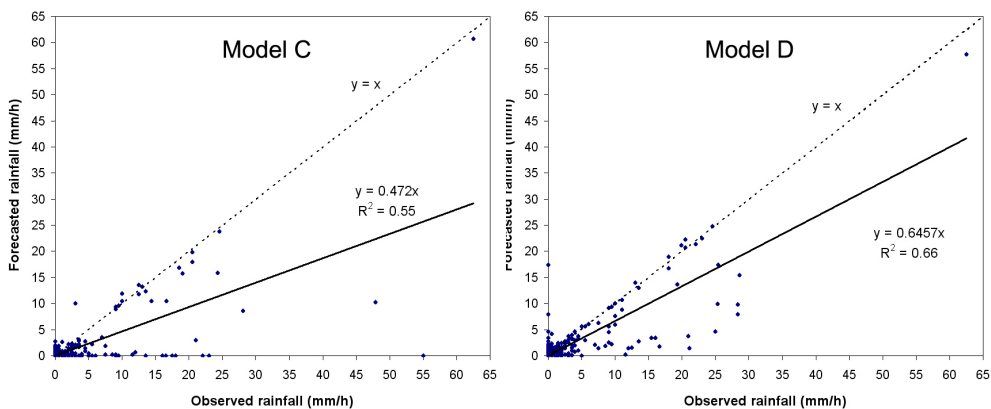 Model C
y = x
y = 0.472x
R² = 0.55
Forecasted rainfall (mm/h)
65
60
55
50
45
40
35
30
25
20
15
10
5
0
0 5 10 15 20 25 30 35 40 45 50 55 60 65
Observed rainfall (mm/h)
Model D
y = x
y = 0.6457x
R² = 0.66
Forecasted rainfall (mm/h)
65
60
55
50
45
40
35
30
25
20
15
10
5
0
0 5 10 15 20 25 30 35 40 45 50 55 60 65
Observed rainfall (mm/h)